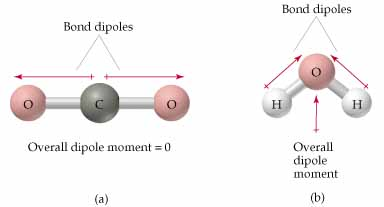 Bond dipoles
O C O
Overall dipole moment = 0
(a)
Bond dipoles
O
H H
Overall
dipole
moment
(b)